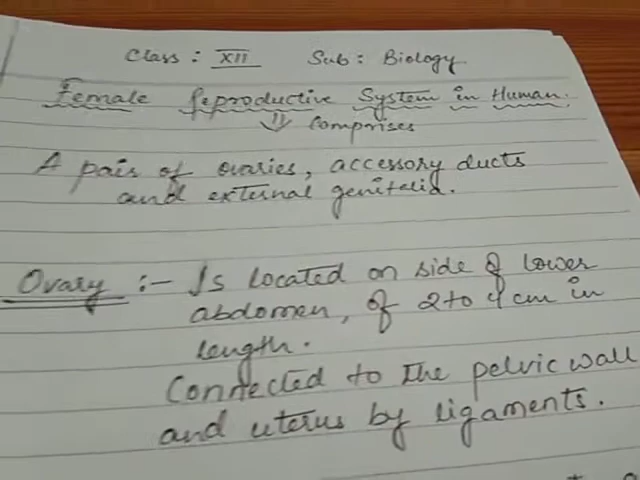 Class : XII Sub : Biology
Female Reproductive System in Human.
⇓ Comprises
A pair of ovaries, accessory ducts
and external genitelia.
Ovary :- Is located on side of lower
abdomen, of 2 to 4 cm in
length.
Connected to the pelvic wall
and uterus by ligaments.